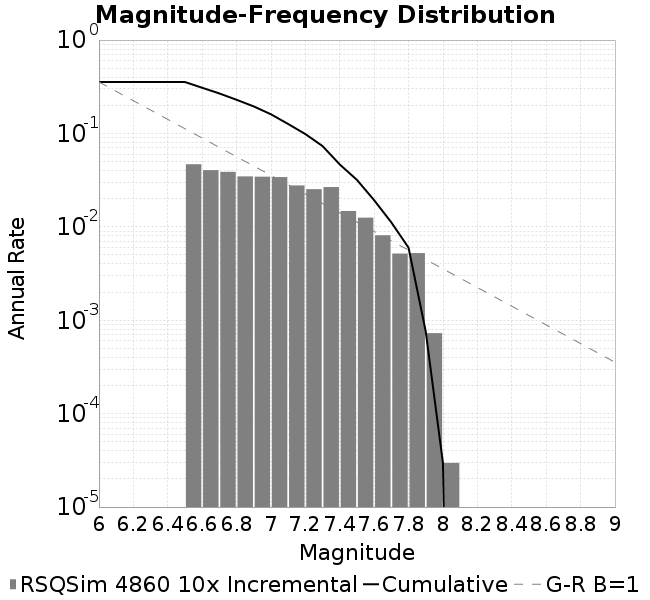 Magnitude-Frequency Distribution
10^0
10^-1
10^-2
10^-3
10^-4
10^-5
Annual Rate
6 6.2 6.4 6.6 6.8 7 7.2 7.4 7.6 7.8 8 8.2 8.4 8.6 8.8 9
Magnitude
RSQSim 4860 10x Incremental Cumulative G-R B=1